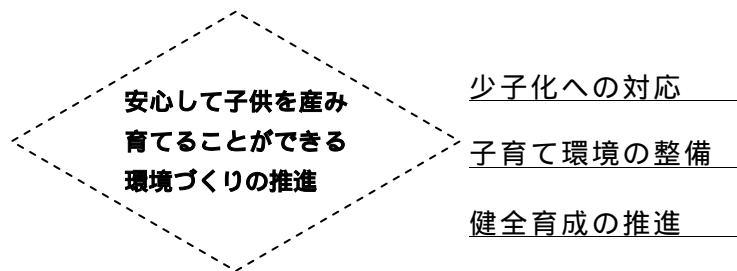 安心して子供を産み
育てることができる
環境づくりの推進
少子化への対応
子育て環境の整備
健全育成の推進